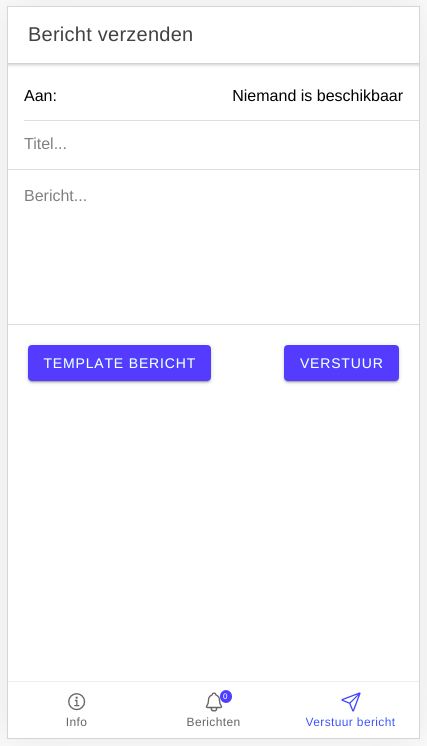 Bericht verzenden
Aan: Niemand is beschikbaar
Titel...
Bericht...
TEMPLATE BERICHT VERSTUUR
0
Info Berichten Verstuur bericht